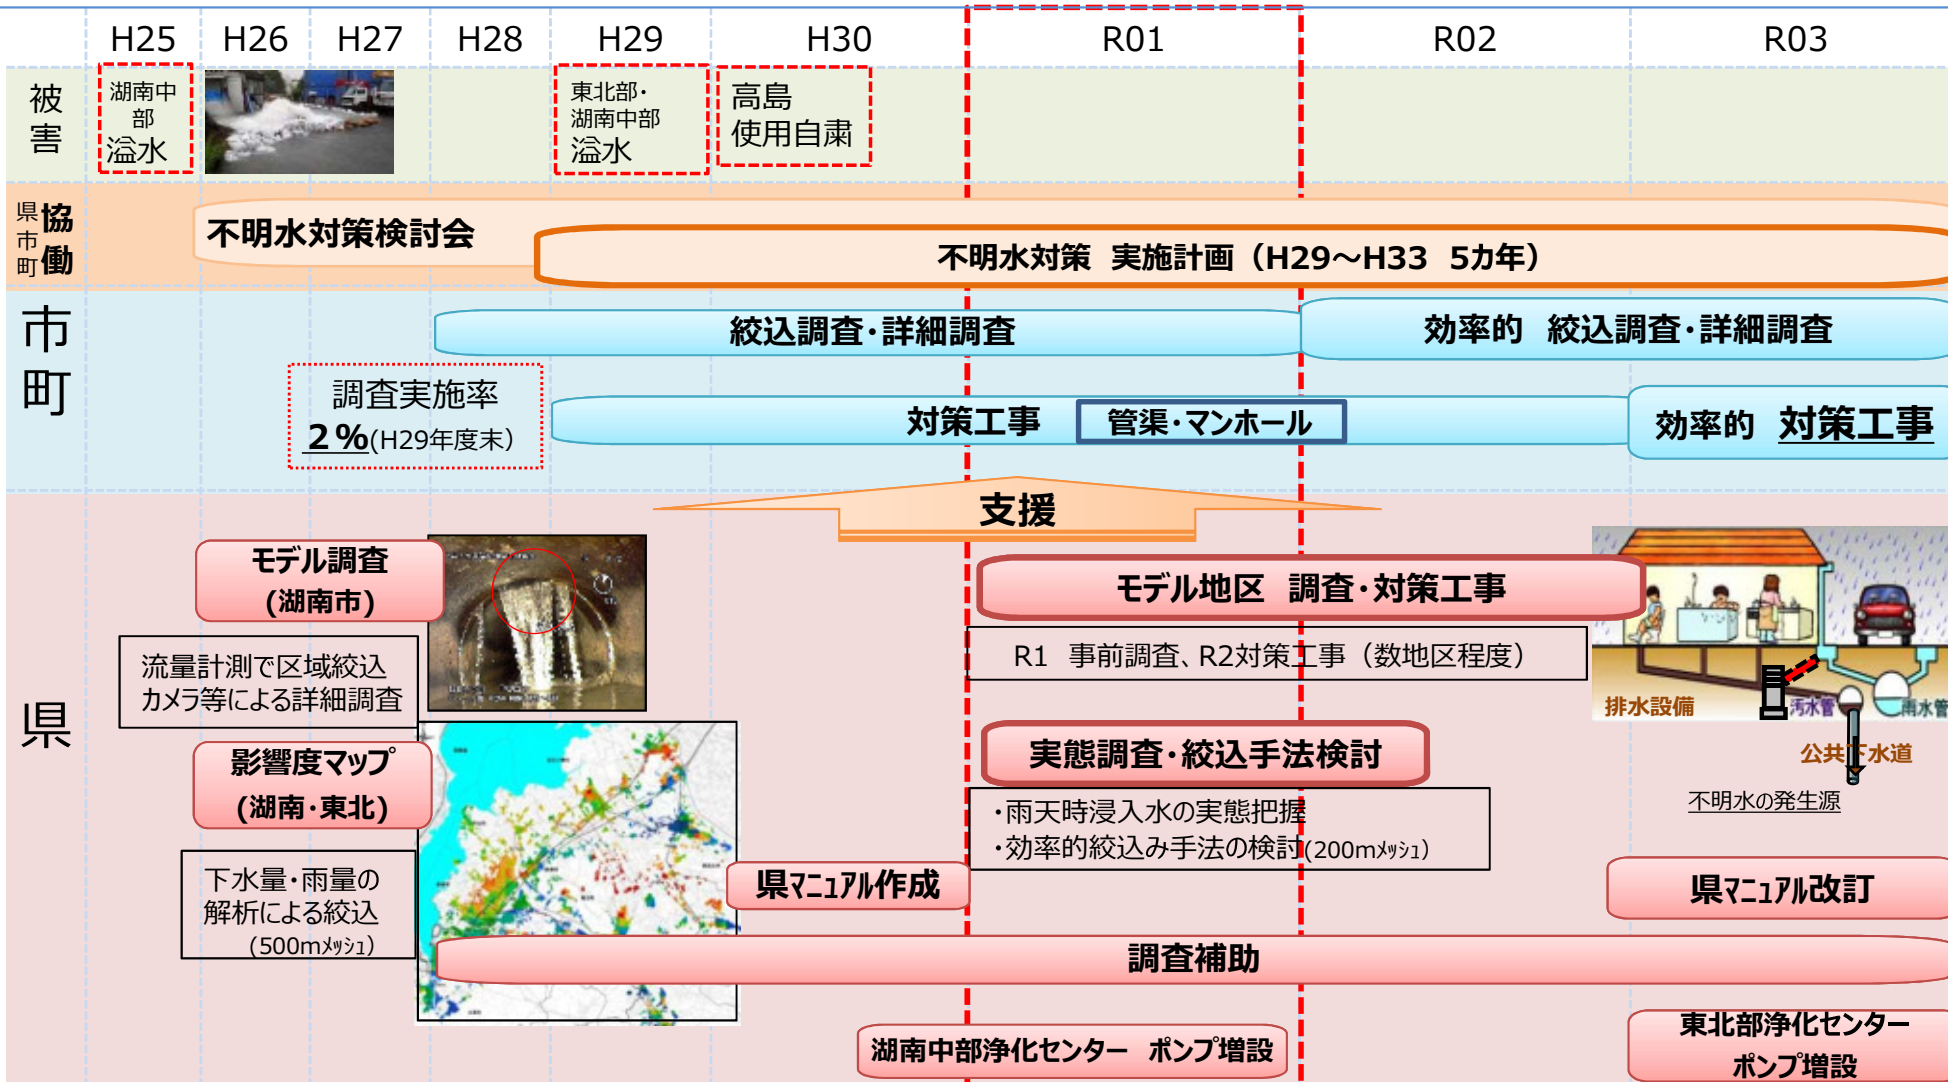 H25 H26 H27 H28 H29 H30 R01 R02 R03
被害
湖南中
部
溢水
東北部・
湖南中部
溢水
高島
使用自粛
県市町
協働
不明水対策検討会
不明水対策 実施計画（H29～H33 5カ年）
市町
絞込調査・詳細調査
効率的 絞込調査・詳細調査
調査実施率
２％(H29年度末）
対策工事
管渠・マンホール
効率的 対策工事
支援
県
モデル調査
(湖南市)
流量計測で区域絞込
カメラ等による詳細調査
モデル地区 調査・対策工事
R1 事前調査、R2対策工事（数地区程度）
排水設備
汚水管
雨水管
公共下水道
不明水の発生源
影響度マップ
(湖南・東北)
下水量・雨量の
解析による絞込
(500mメッシュ)
実態調査・絞込手法検討
・雨天時浸入水の実態把握
・効率的絞込み手法の検討(200mメッシュ)
県マニュアル作成
県マニュアル改訂
調査補助
湖南中部浄化センター ポンプ増設
東北部浄化センター
ポンプ増設